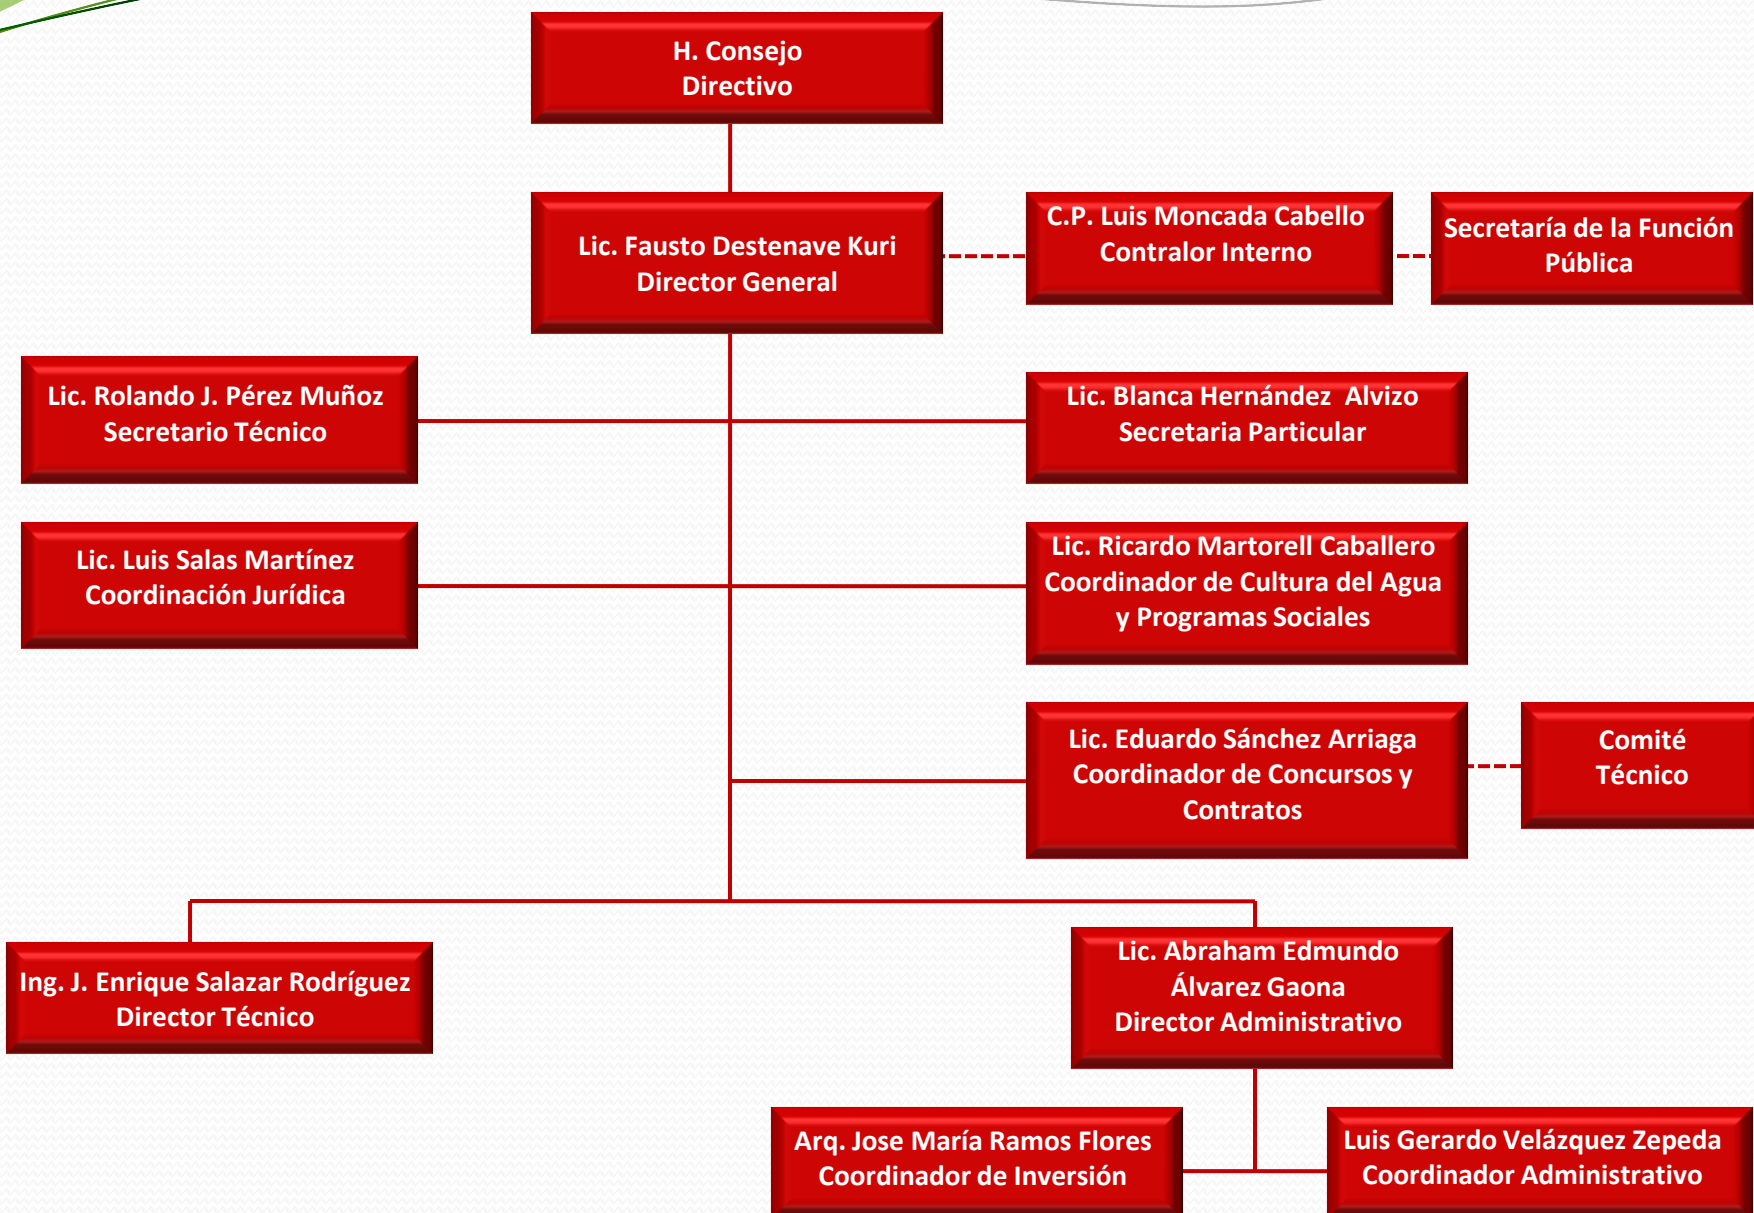 H. Consejo
Directivo
Lic. Fausto Destenave Kuri
Director General
C.P. Luis Moncada Cabello
Contralor Interno
Secretaría de la Función
Pública
Lic. Rolando J. Pérez Muñoz
Secretario Técnico
Lic. Blanca Hernández  Alvizo
Secretaria Particular
Lic. Luis Salas Martínez
Coordinación Jurídica
Lic. Ricardo Martorell Caballero
Coordinador de Cultura del Agua
y Programas Sociales
Lic. Eduardo Sánchez Arriaga
Coordinador de Concursos y
Contratos
Comité
Técnico
Ing. J. Enrique Salazar Rodríguez
Director Técnico
Lic. Abraham Edmundo
Álvarez Gaona
Director Administrativo
Arq. Jose María Ramos Flores
Coordinador de Inversión
Luis Gerardo Velázquez Zepeda
Coordinador Administrativo